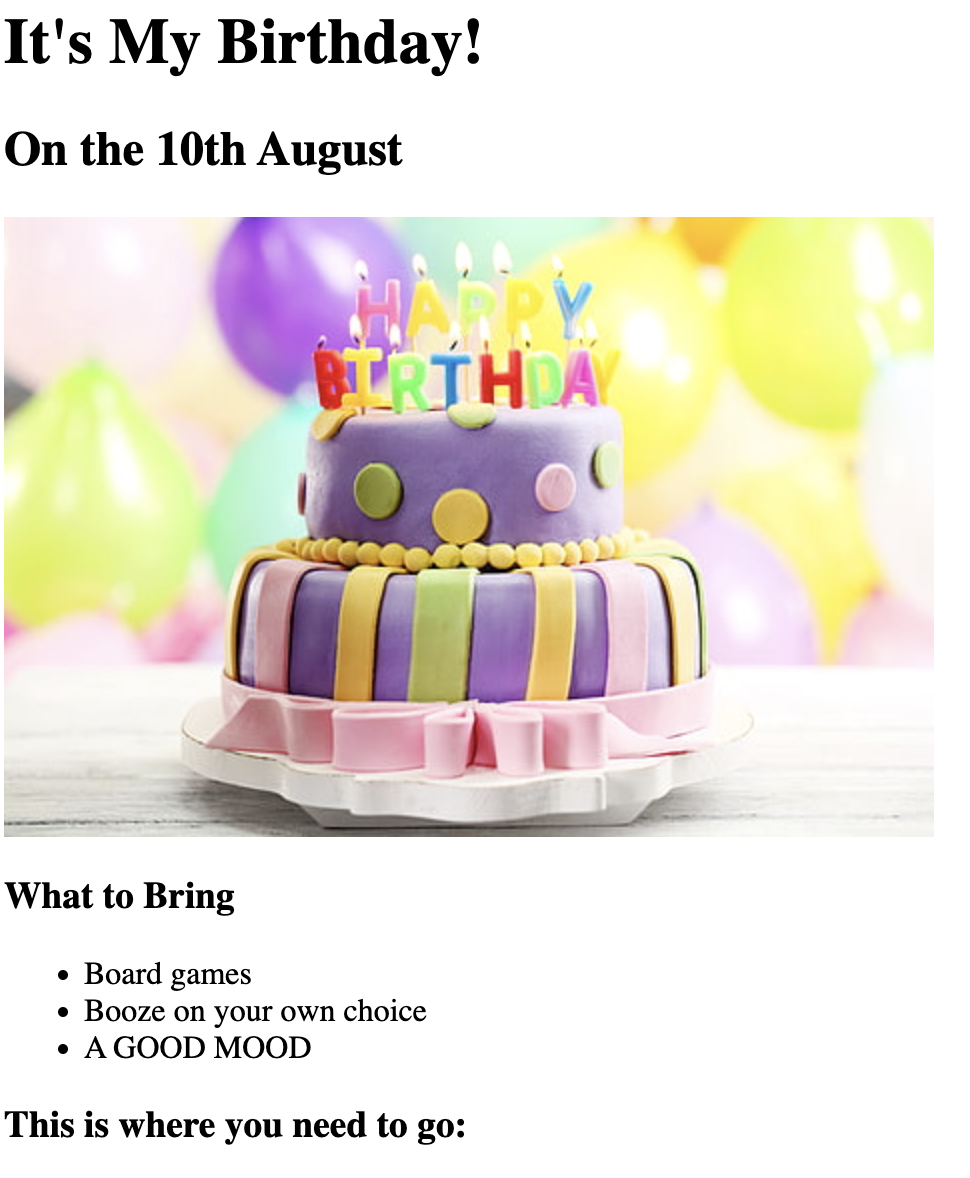 It's My Birthday!
On the 10th August
HAPPY
BIRTHDAY
What to Bring
Board games
Booze on your own choice
A GOOD MOOD
This is where you need to go: